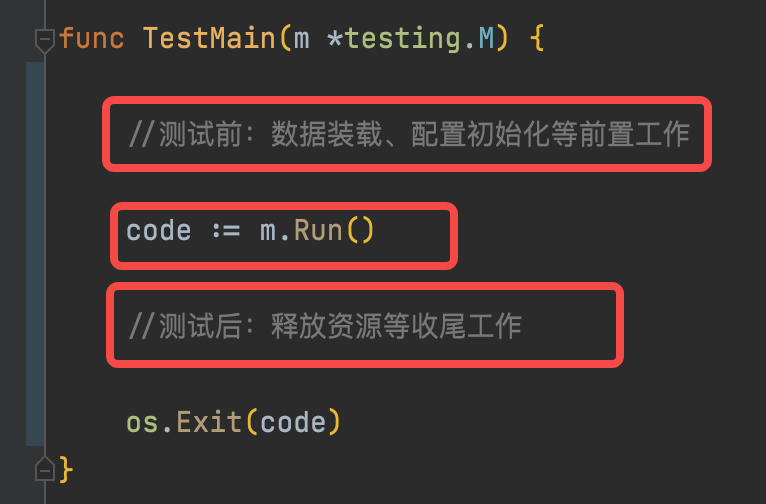 func TestMain(m *testing.M) {
//测试前：数据装载、配置初始化等前置工作
code := m.Run()
//测试后：释放资源等收尾工作
os.Exit(code)
}